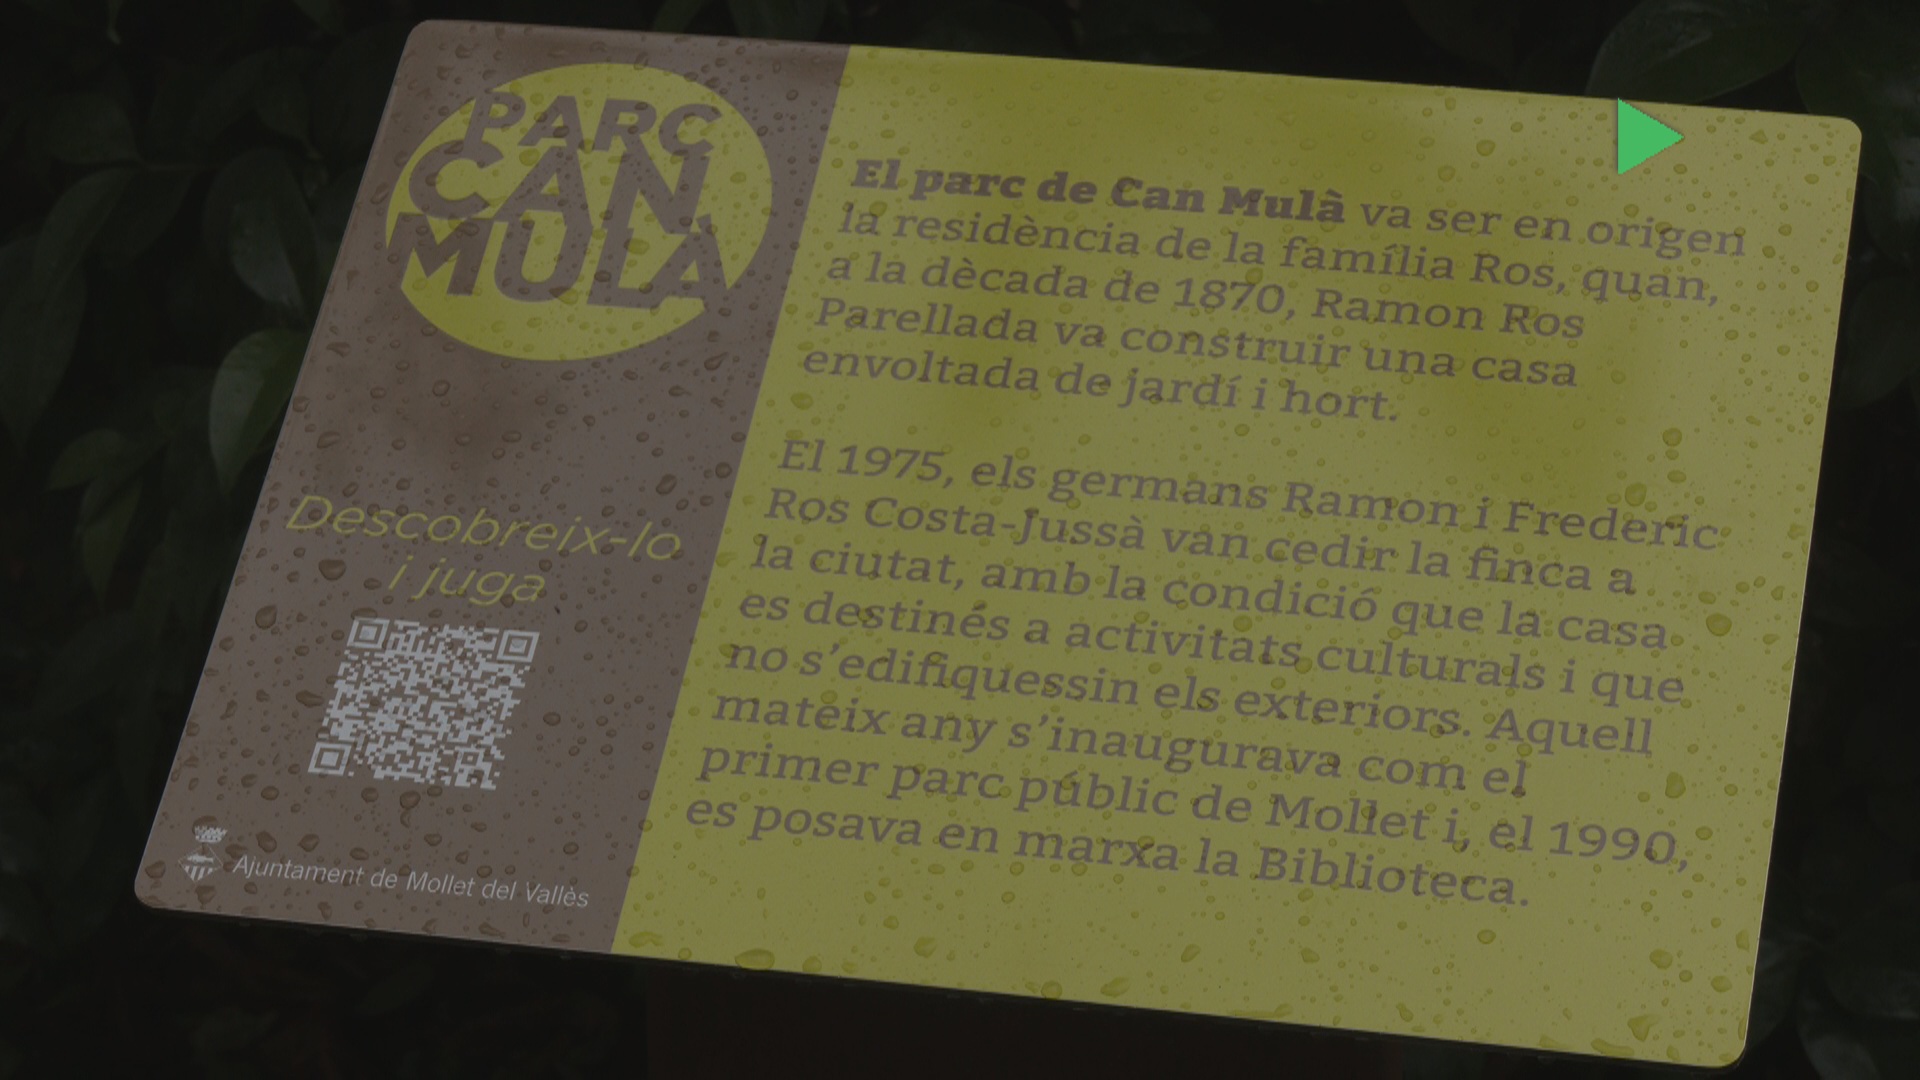 PARC
CAN
MULÀ
Descobreix-lo
i juga
Ajuntament de Mollet del Vallès
El parc de Can Mulà va ser en origen
la residència de la família Ros, quan,
a la dècada de 1870, Ramon Ros
Parellada va construir una casa
envoltada de jardí i hort.
El 1975, els germans Ramon i Frederic
Ros Costa-Jussà van cedir la finca a
la ciutat, amb la condició que la casa
es destinés a activitats culturals i que
no s’edifiquessin els exteriors. Aquell
mateix any s’inaugurava com el
primer parc públic de Mollet i, el 1990,
es posava en marxa la Biblioteca.